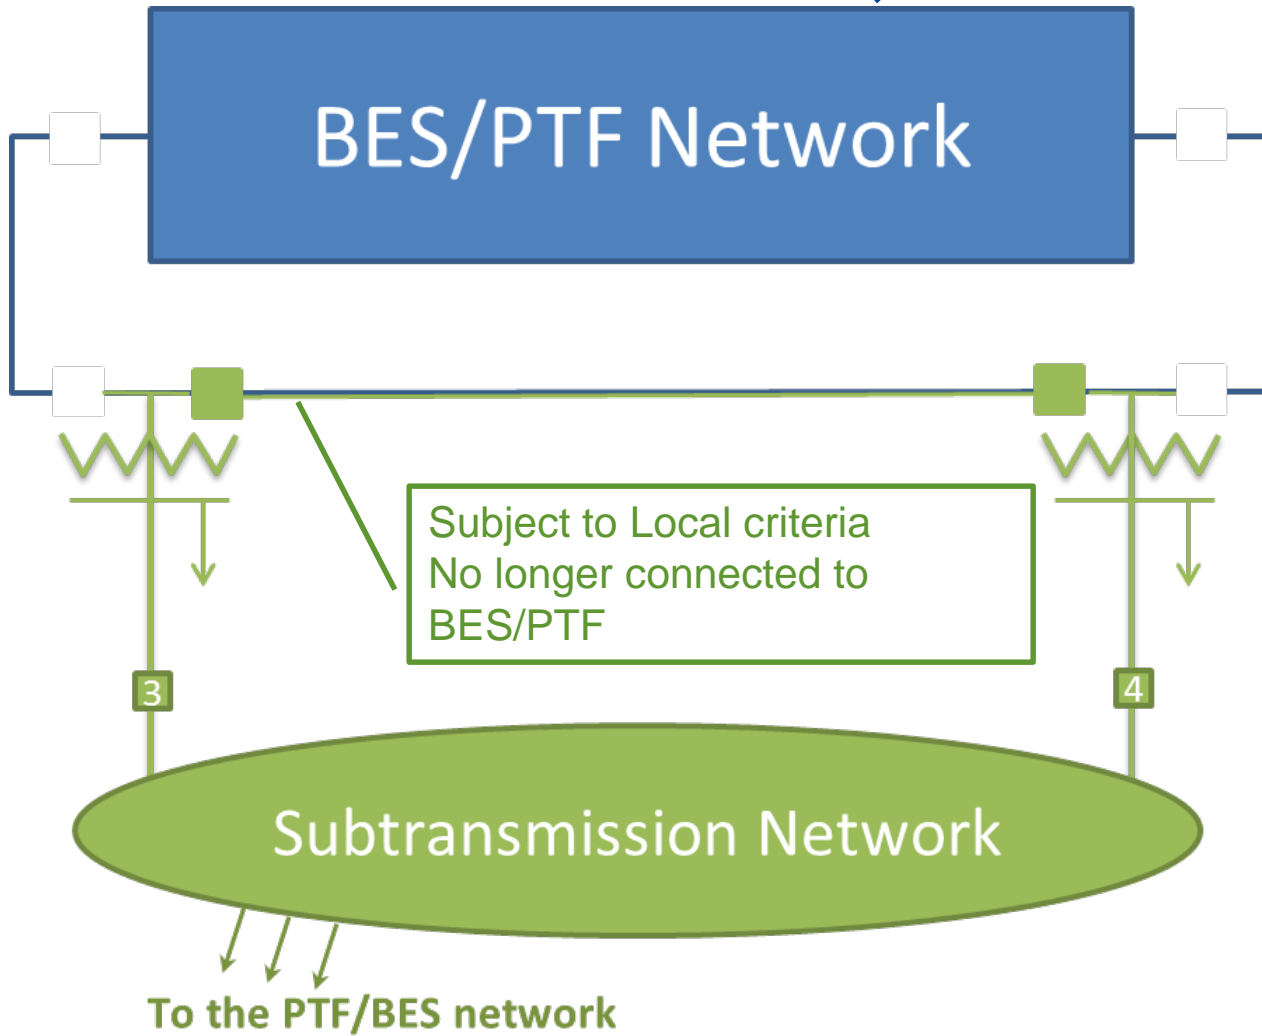 BES/PTF Network
Subject to Local criteria
No longer connected to
BES/PTF
3
4
Subtransmission Network
To the PTF/BES network